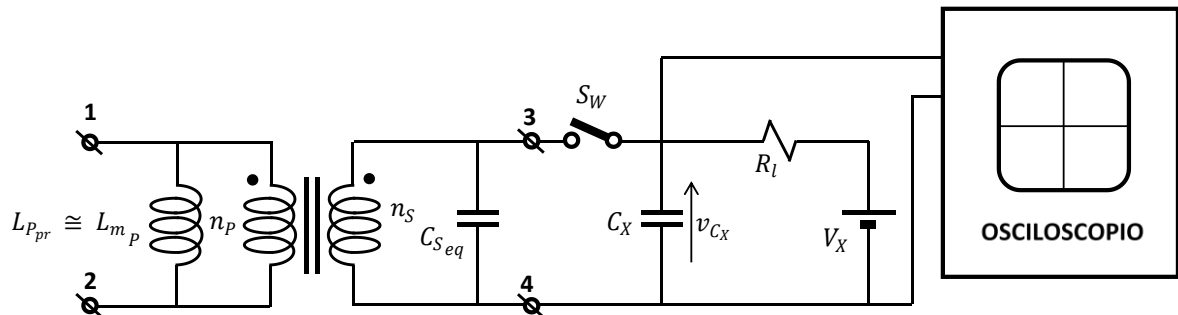 1
2
L_{P_{pr}} ≅ L_{m_P}
n_P
n_S
C_{S_{eq}}
3
4
S_W
C_X
v_{C_X}
R_l
V_X
OSCILOSCOPIO